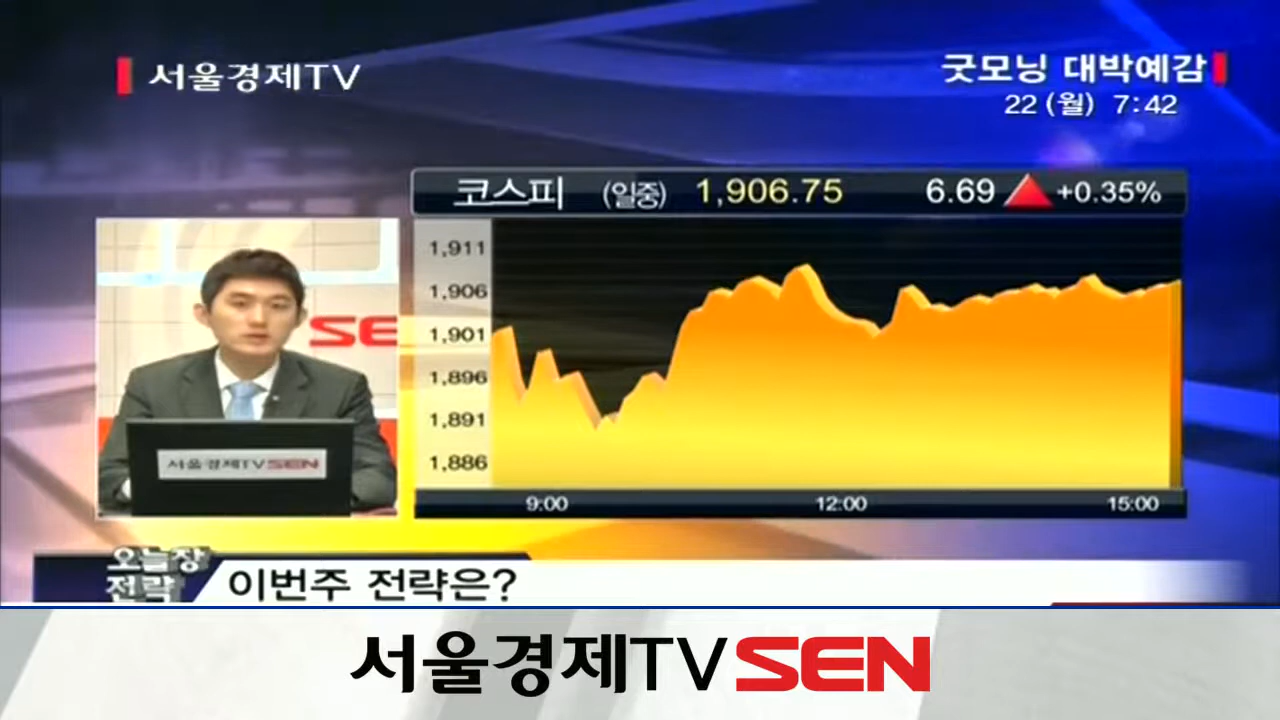 서울경제TV
굿모닝 대박예감
22 (월) 7:42
코스피 (일중) 1,906.75 6.69 ▲ +0.35%
1,911
1,906
1,901
1,896
1,891
1,886
9:00 12:00 15:00
SE
서울경제TV SEN
오늘장
전략
이번주 전략은?
서울경제TV SEN